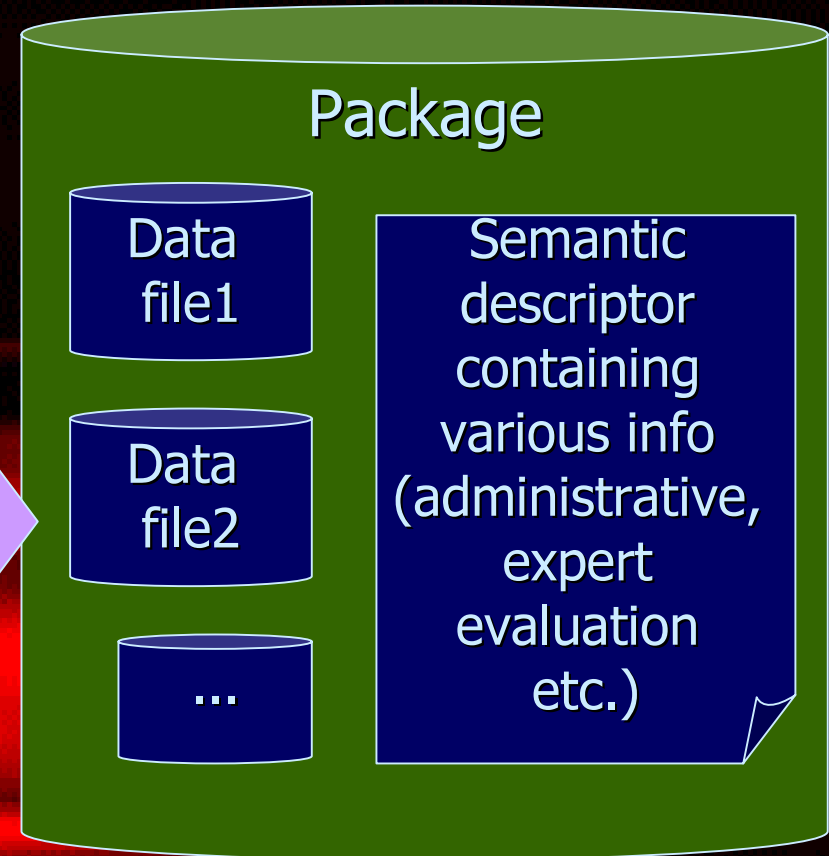 Package
Data
file1
Data
file2
...
Semantic
descriptor
containing
various info
(administrative,
expert
evaluation
etc.)